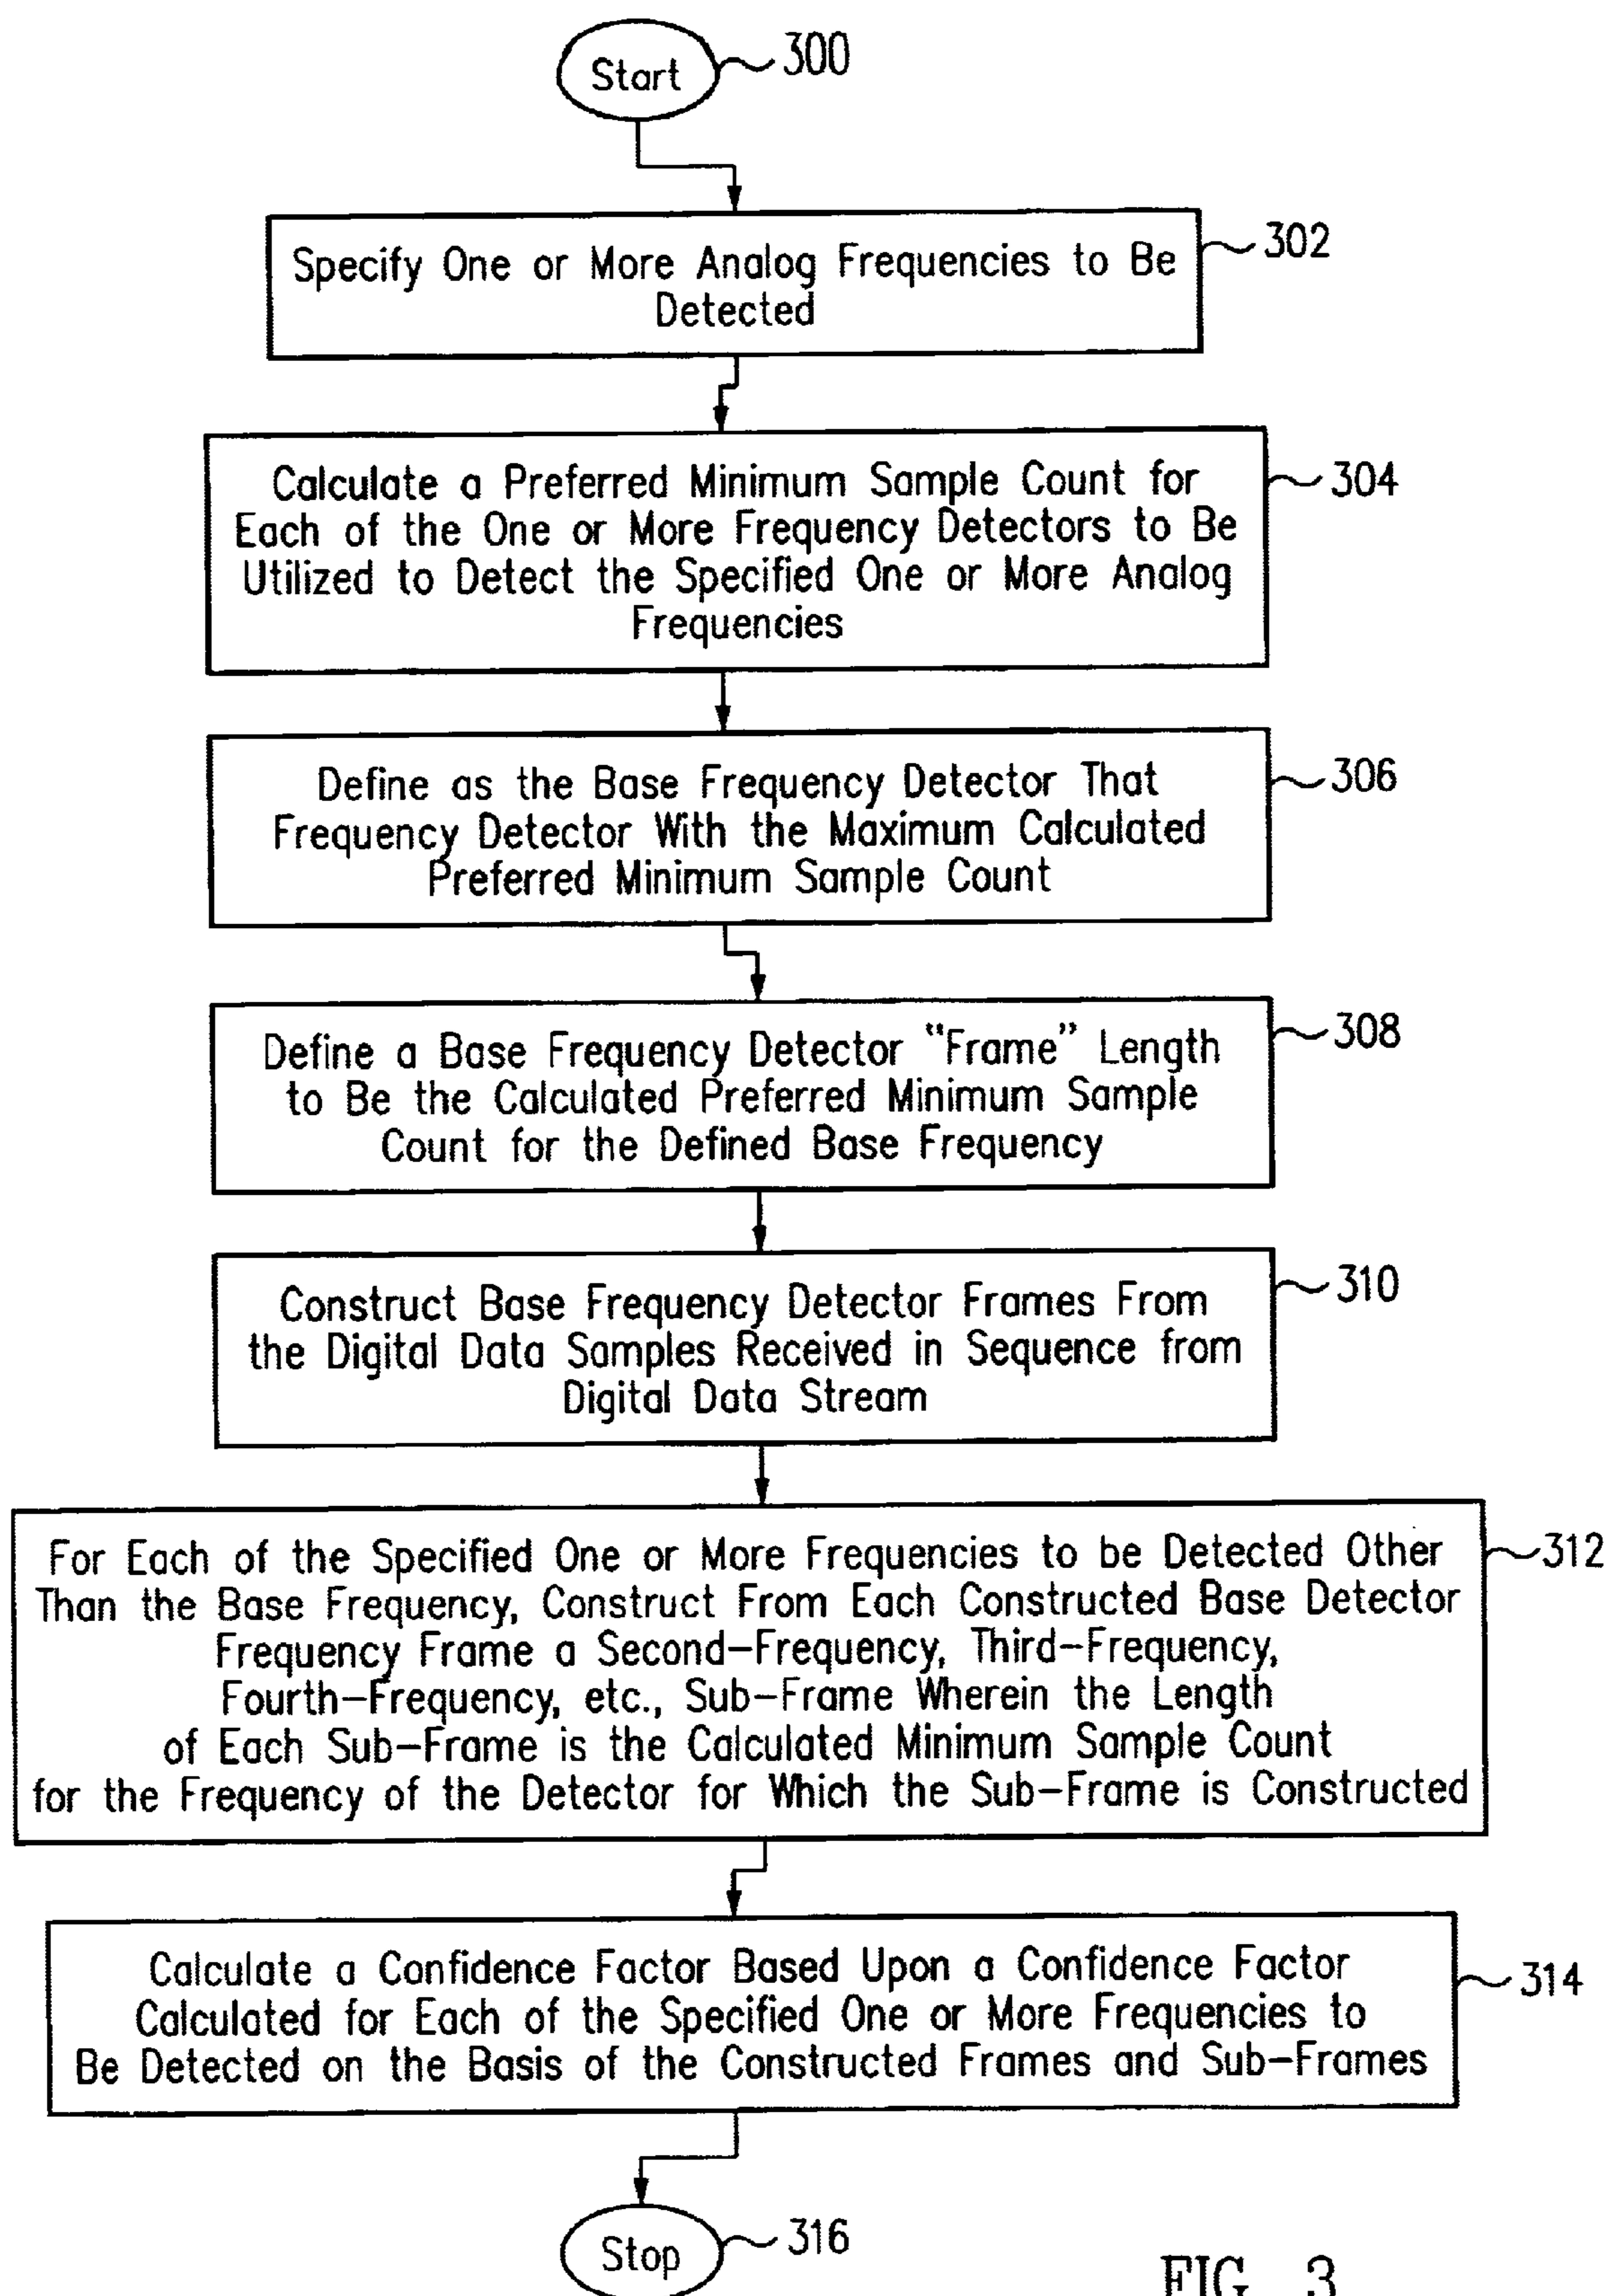 Start
300
Specify One or More Analog Frequencies to Be
Detected
302
Calculate a Preferred Minimum Sample Count for
Each of the One or More Frequency Detectors to Be
Utilized to Detect the Specified One or More Analog
Frequencies
304
Define as the Base Frequency Detector That
Frequency Detector With the Maximum Calculated
Preferred Minimum Sample Count
306
Define a Base Frequency Detector "Frame" Length
to Be the Calculated Preferred Minimum Sample
Count for the Defined Base Frequency
308
Construct Base Frequency Detector Frames From
the Digital Data Samples Received in Sequence from
Digital Data Stream
310
For Each of the Specified One or More Frequencies to be Detected Other
Than the Base Frequency, Construct From Each Constructed Base Detector
Frequency Frame a Second-Frequency, Third-Frequency,
Fourth-Frequency, etc., Sub-Frame Wherein the Length
of Each Sub-Frame is the Calculated Minimum Sample Count
for the Frequency of the Detector for Which the Sub-Frame is Constructed
312
Calculate a Confidence Factor Based Upon a Confidence Factor
Calculated for Each of the Specified One or More Frequencies to
Be Detected on the Basis of the Constructed Frames and Sub-Frames
314
Stop
316
FIG. 3